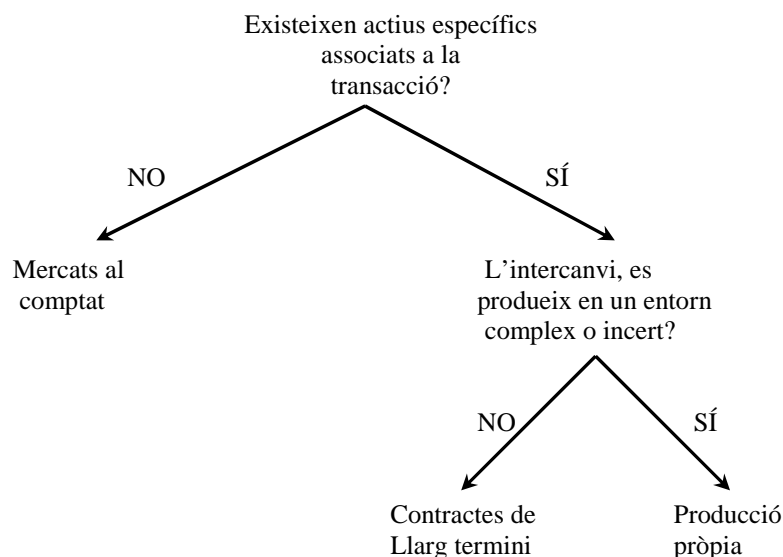 Existeixen actius específics
associats a la
transacció?
NO
SÍ
Mercats al
comptat
L’intercanvi, es
produeix en un entorn
complex o incert?
NO
SÍ
Contractes de
Llarg termini
Producció
pròpia